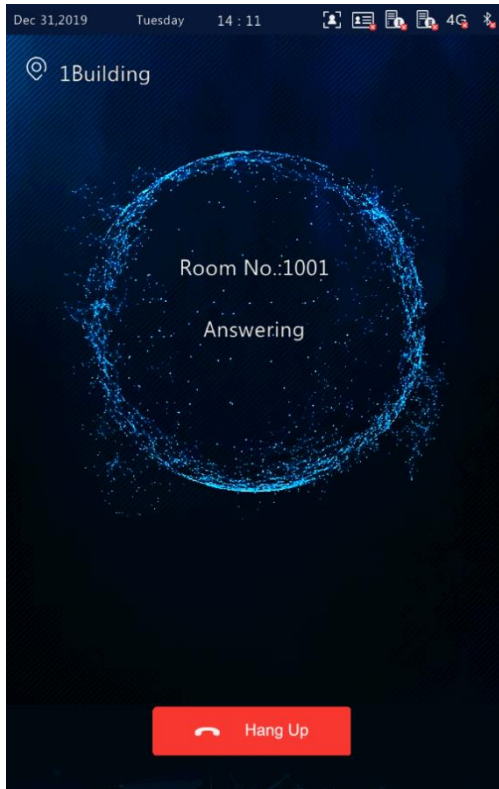 Dec 31,2019 Tuesday 14 : 11 4G
1Building
Room No.:1001
Answering
Hang Up